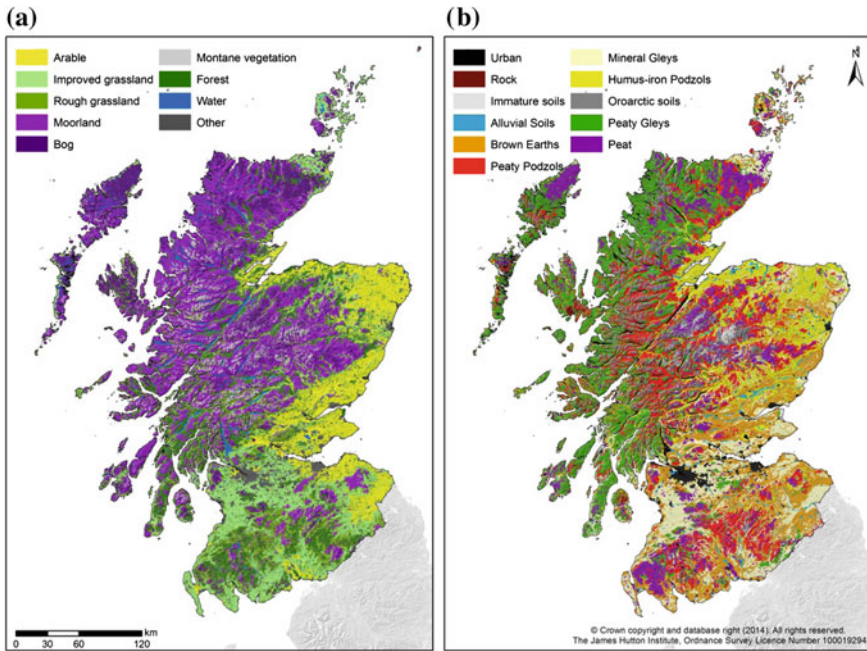 (a)
Arable
Improved grassland
Rough grassland
Moorland
Bog
Montane vegetation
Forest
Water
Other
km
0 30 60 120
(b)
Urban
Rock
Immature soils
Alluvial Soils
Brown Earths
Peaty Podzols
Mineral Gleys
Humus-iron Podzols
Oroarctic soils
Peaty Gleys
Peat
N
© Crown copyright and database right (2014). All rights reserved.
The James Hutton Institute, Ordnance Survey Licence Number 100019294